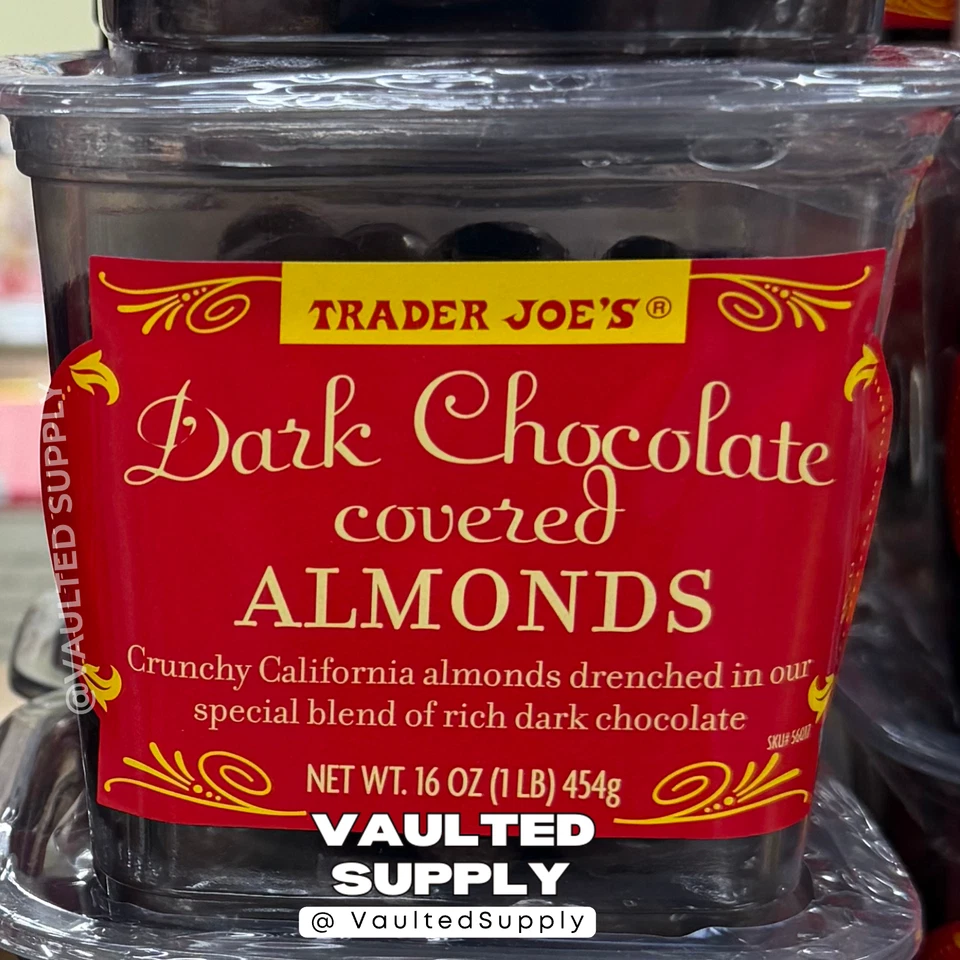 TRADER JOE'S®
Dark Chocolate
covered
ALMONDS
Crunchy California almonds drenched in our
special blend of rich dark chocolate
SKU#
NET WT. 16 OZ (1 LB) 454g
VAULTED
SUPPLY
@ VaultedSupply
@VAULTED SUPPLY